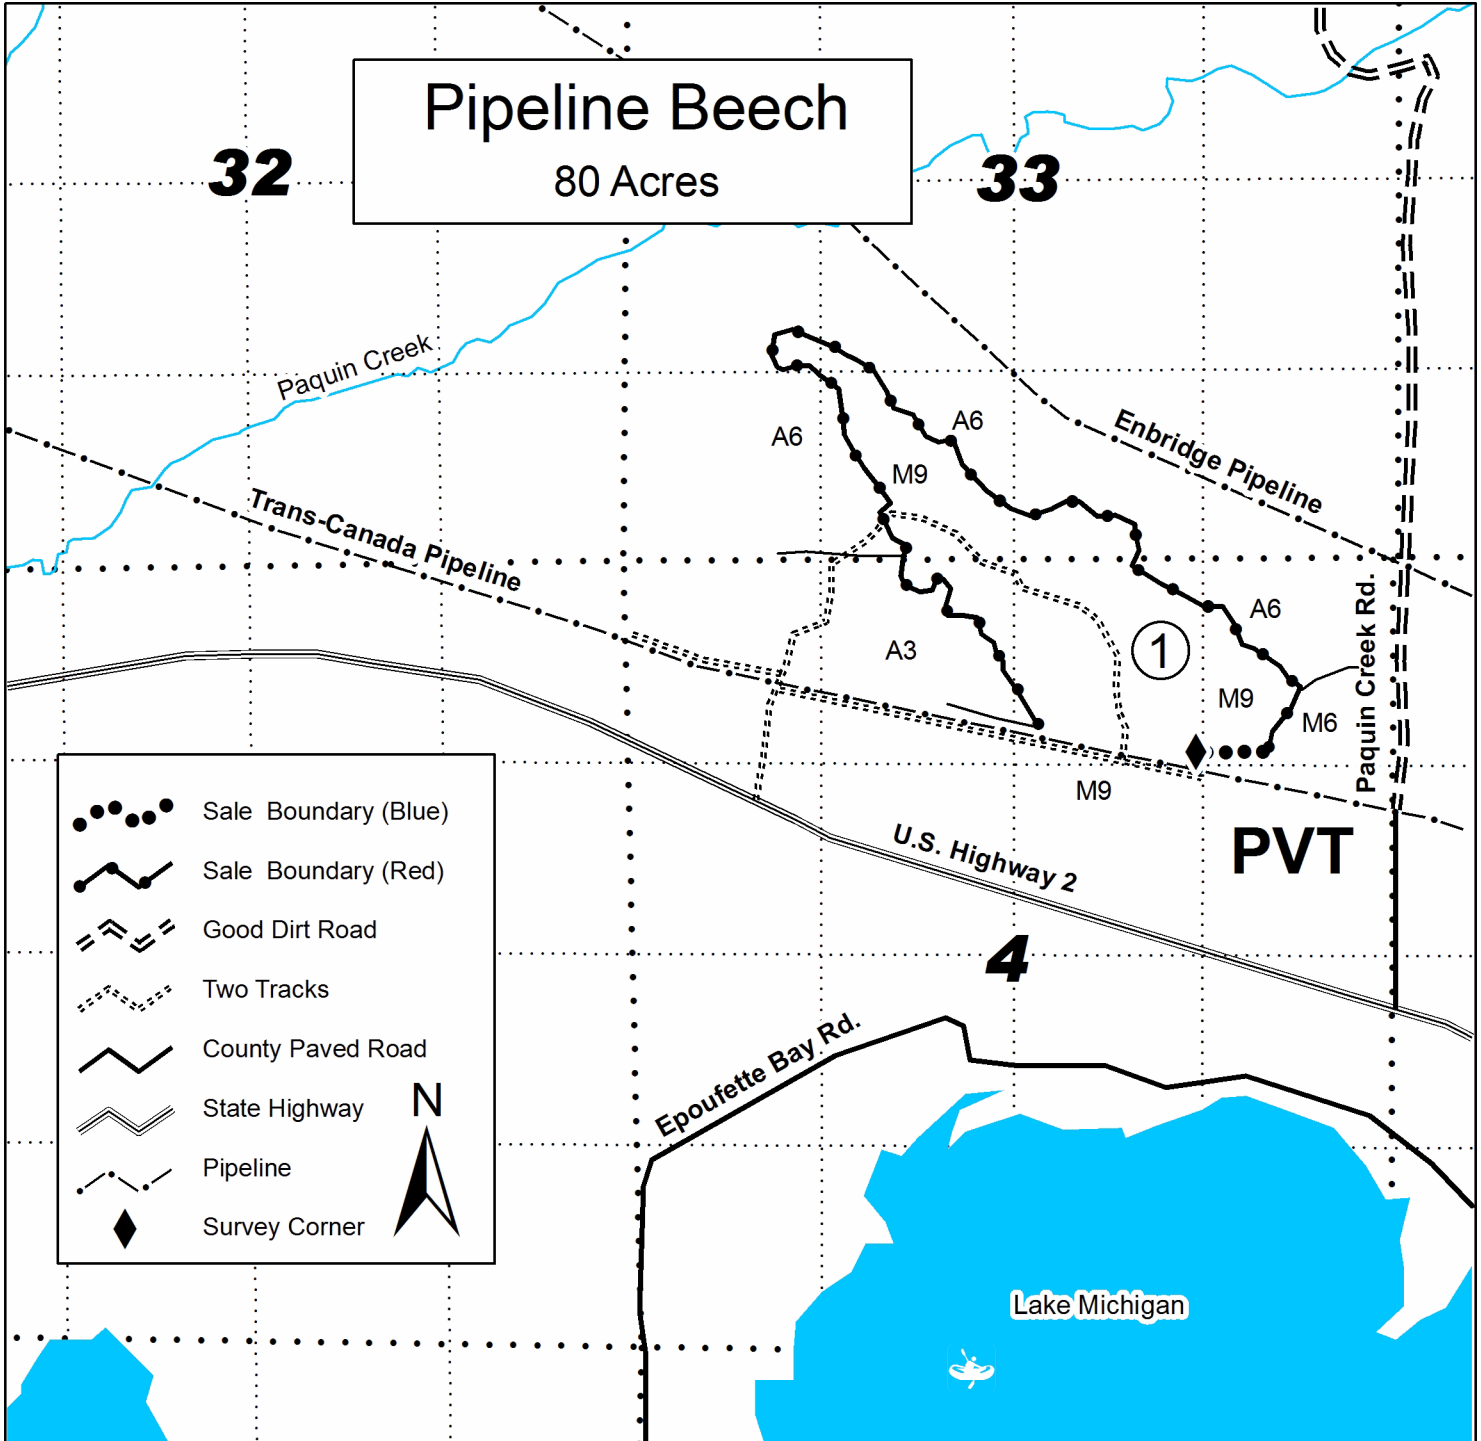 Pipeline Beech
80 Acres
32
33
Paquin Creek
A6
A6
M9
Enbridge Pipeline
Trans-Canada Pipeline
A6
A3
1
M9
M6
Paquin Creek Rd.
M9
U.S. Highway 2
PVT
4
Sale Boundary (Blue)
Sale Boundary (Red)
Good Dirt Road
Two Tracks
County Paved Road
State Highway
Pipeline
Survey Corner
N
Epoufette Bay Rd.
Lake Michigan